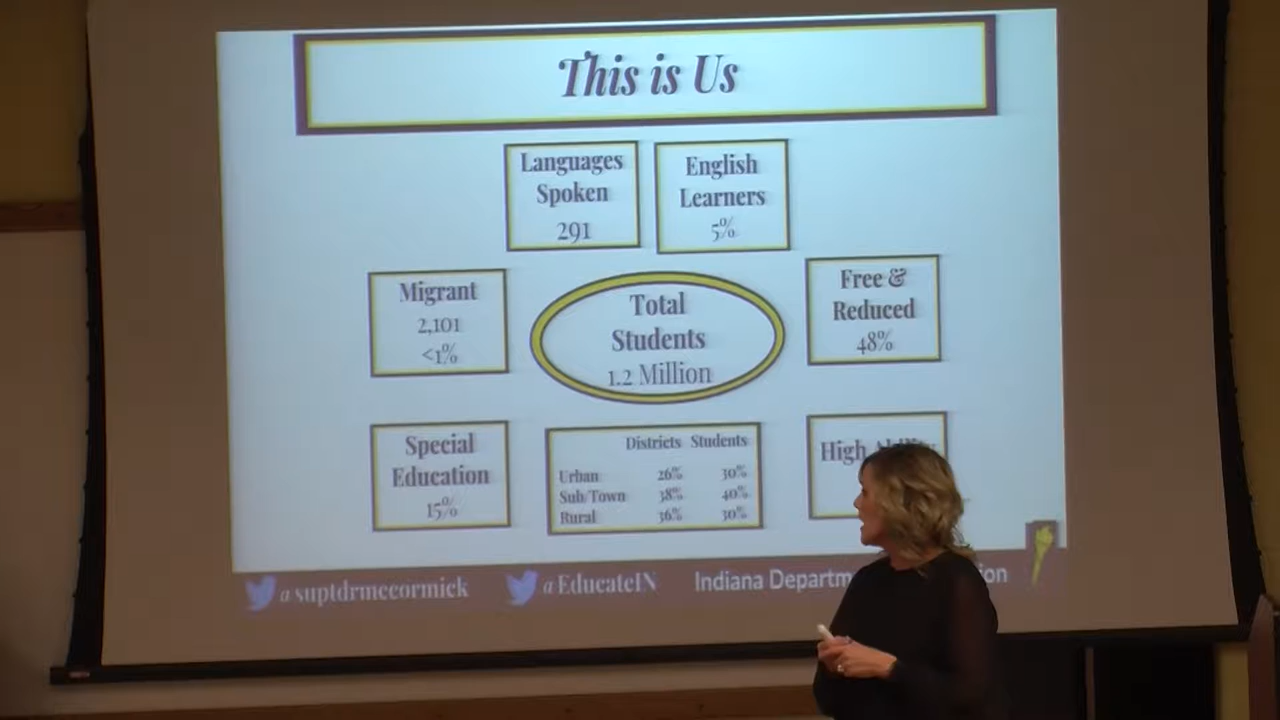 This is Us
Languages
Spoken
291
English
Learners
5%
Migrant
2,101
<1%
Total
Students
1.2 Million
Free &
Reduced
48%
Special
Education
15%
Districts Students
Urban 26% 30%
Sub/Town 38% 40%
Rural 36% 30%
High
@suptdrmccormick
@EducateIN
Indiana